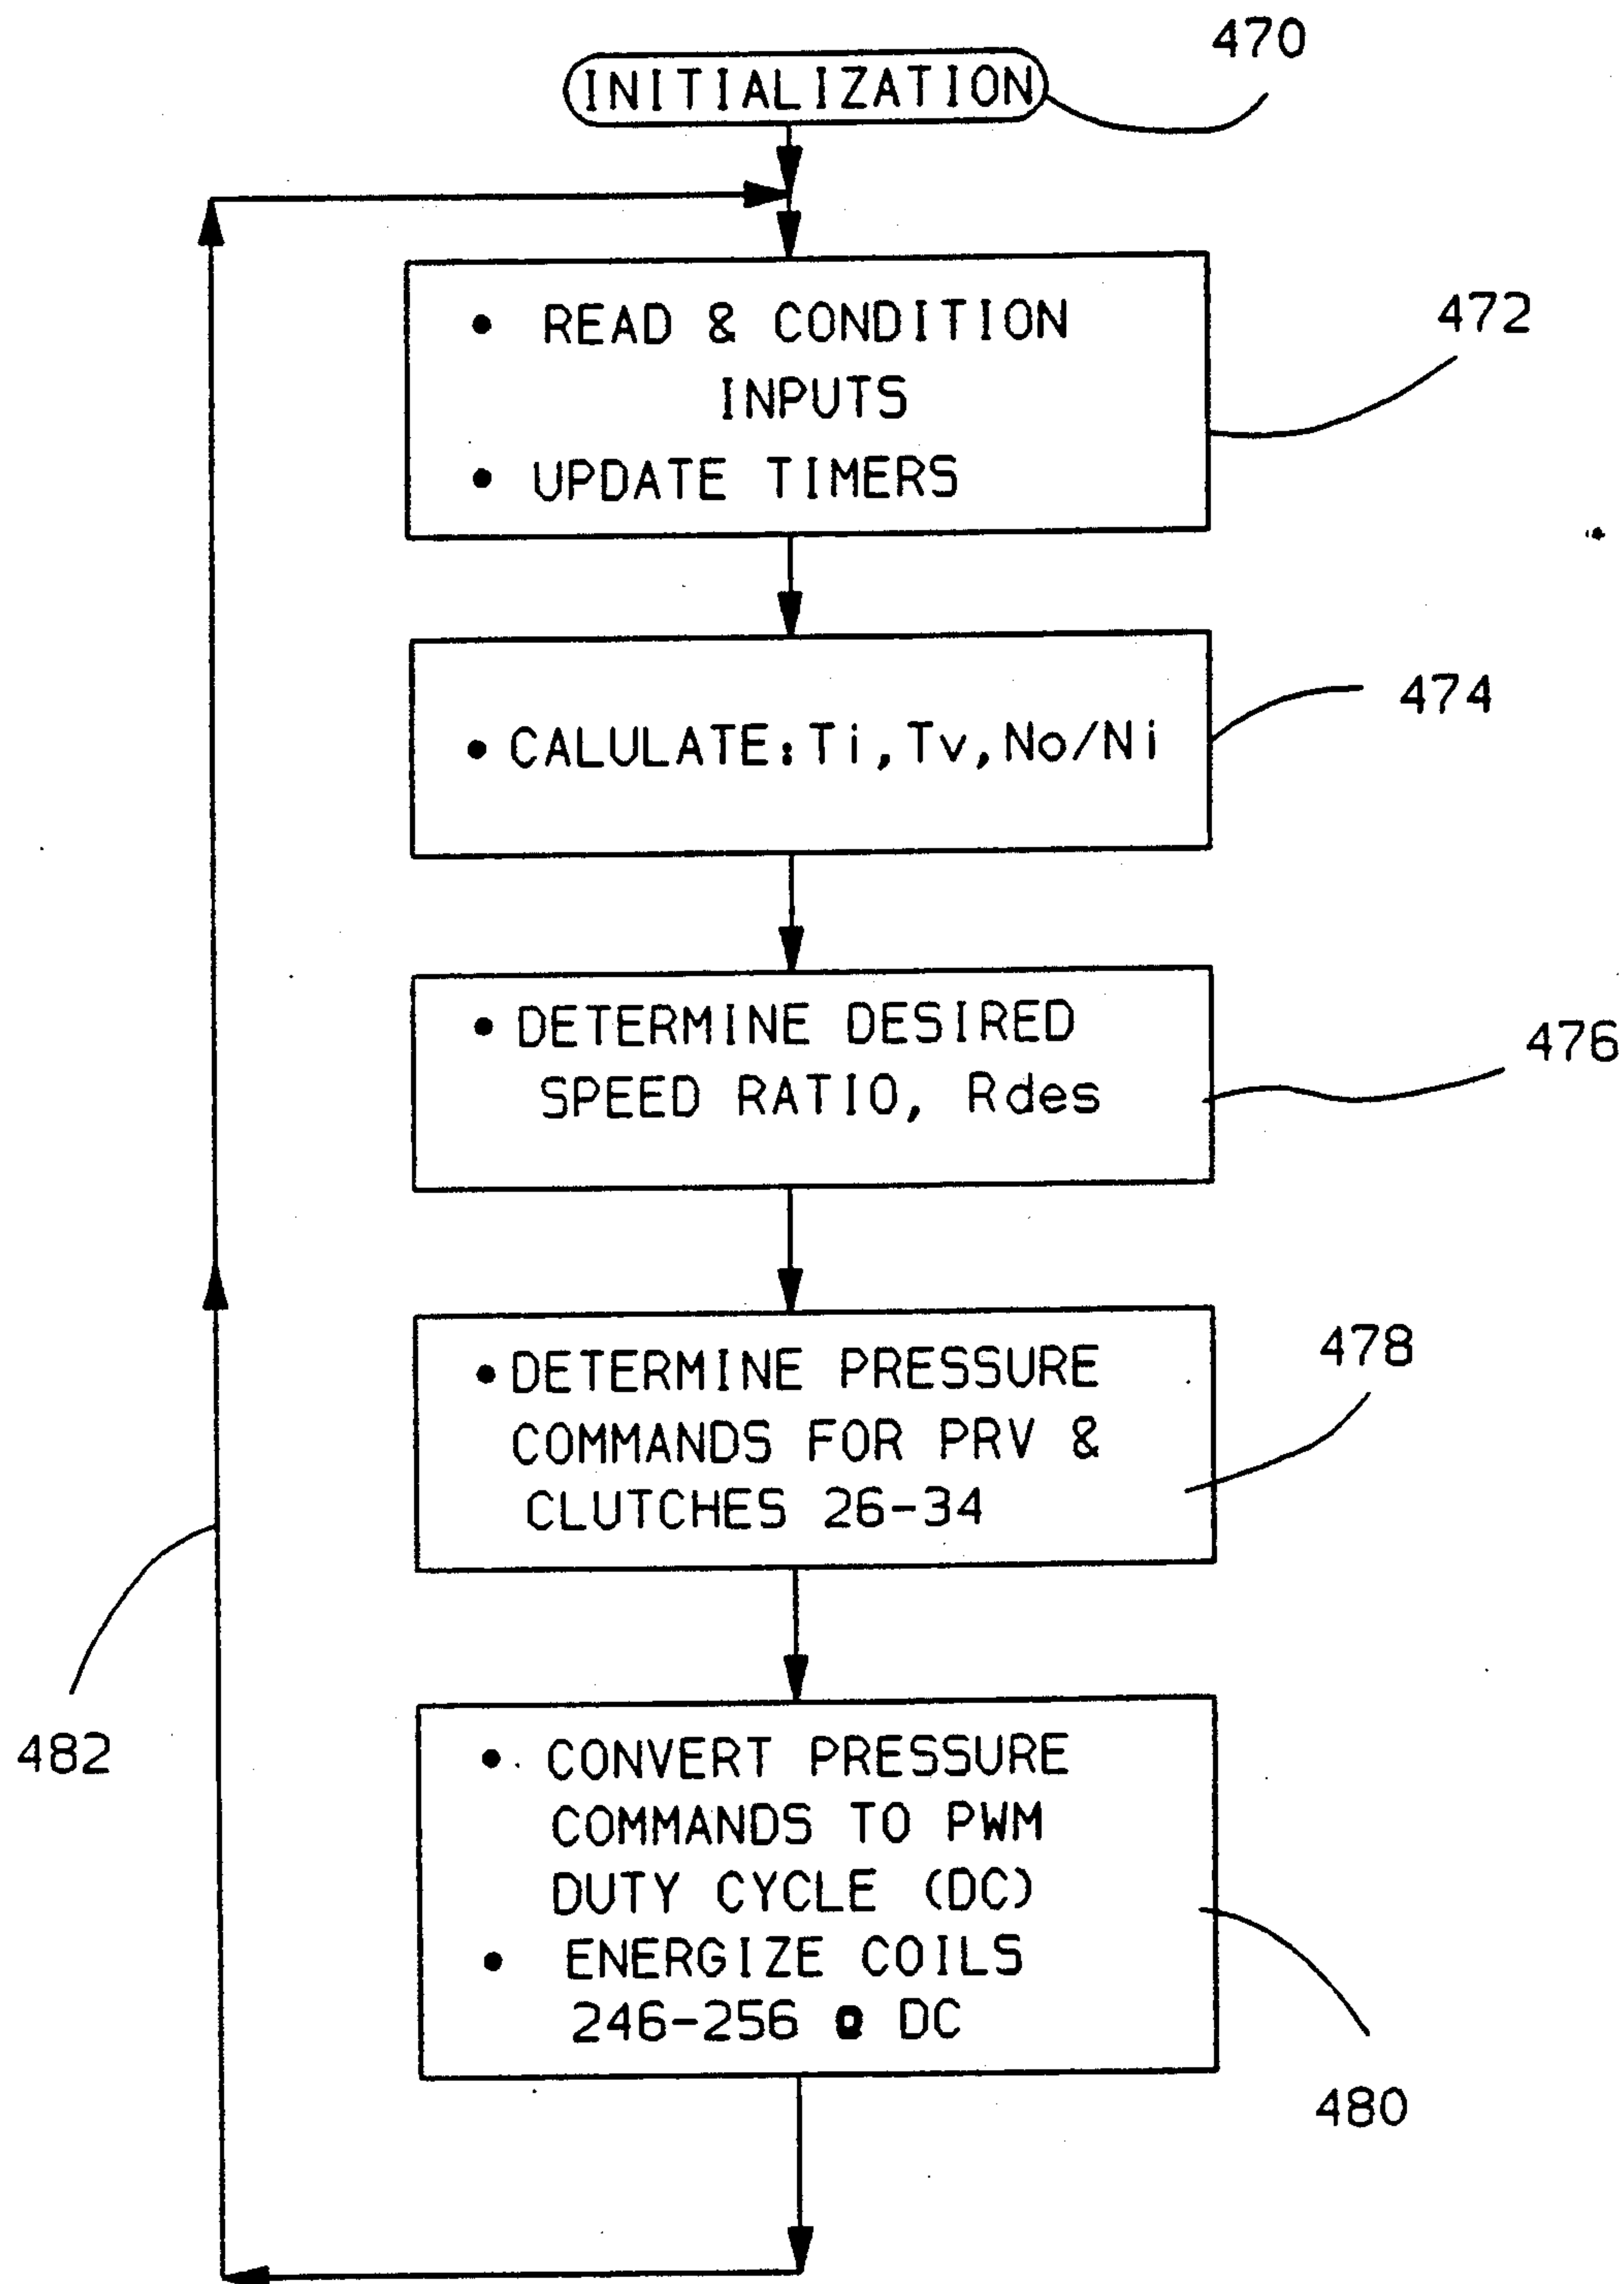 470
INITIALIZATION
472
• READ & CONDITION
INPUTS
• UPDATE TIMERS
474
• CALULATE: Ti, Tv, No/Ni
476
• DETERMINE DESIRED
SPEED RATIO, Rdes
478
• DETERMINE PRESSURE
COMMANDS FOR PRV &
CLUTCHES 26-34
482
• CONVERT PRESSURE
COMMANDS TO PWM
DUTY CYCLE (DC)
• ENERGIZE COILS
246-256 @ DC
480